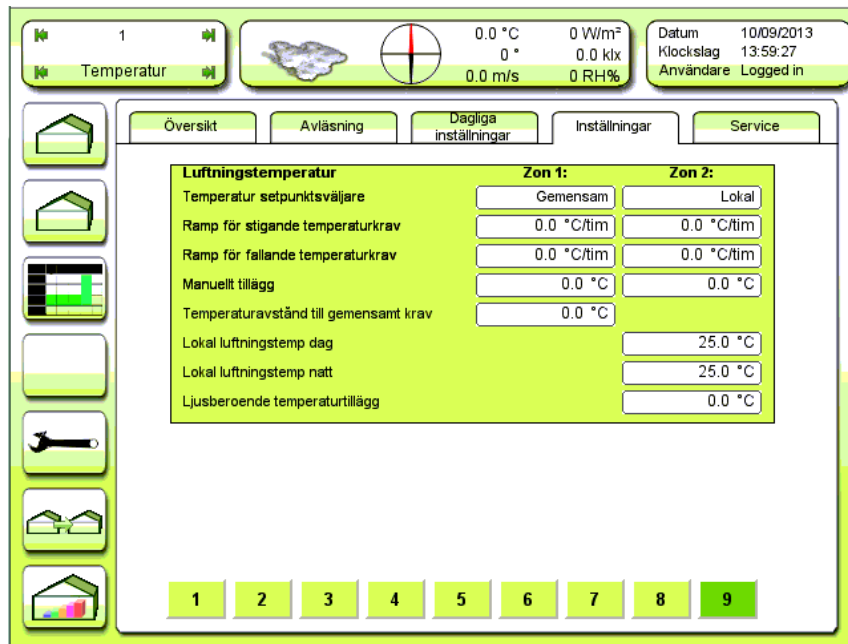 1
Temperatur
0.0 °C 0 W/m²
0 ° 0.0 klx
0.0 m/s 0 RH%
Datum 10/09/2013
Klockslag 13:59:27
Användare Logged in
Översikt
Avläsning
Dagliga
inställningar
Inställningar
Service
Luftningstemperatur Zon 1: Zon 2:
Temperatur setpunktsväljare Gemensam Lokal
Ramp för stigande temperaturkrav 0.0 °C/tim 0.0 °C/tim
Ramp för fallande temperaturkrav 0.0 °C/tim 0.0 °C/tim
Manuellt tillägg 0.0 °C 0.0 °C
Temperaturavstånd till gemensamt krav 0.0 °C
Lokal luftningstemp dag 25.0 °C
Lokal luftningstemp natt 25.0 °C
Ljusberoende temperaturtillägg 0.0 °C
1 2 3 4 5 6 7 8 9